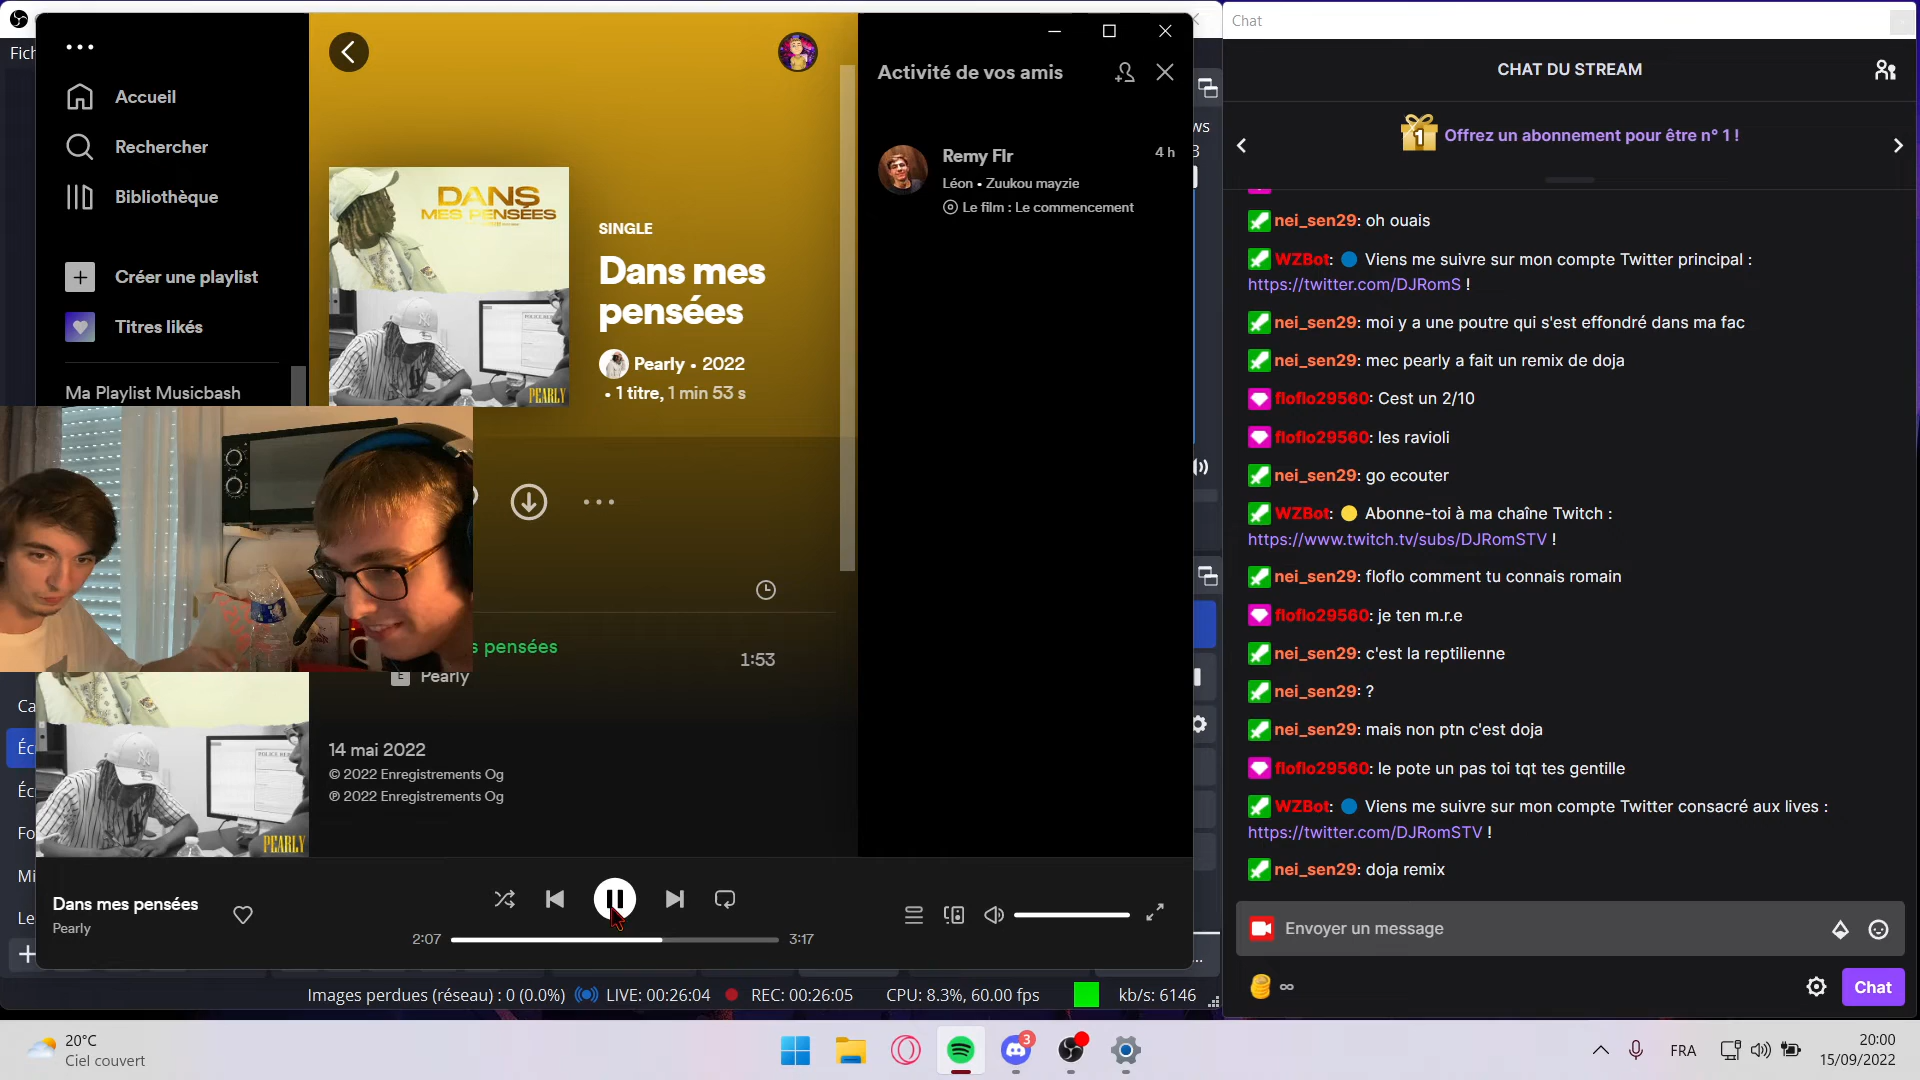 Fich
Accueil
Rechercher
Bibliothèque
Créer une playlist
Titres likés
Ma Playlist Musicbash
DANS
MES PENSÉES
PEARLY
SINGLE
Dans mes
pensées
Pearly • 2022
• 1 titre, 1 min 53 s
s pensées
E Pearly
1:53
14 mai 2022
© 2022 Enregistrements Og
℗ 2022 Enregistrements Og
Activité de vos amis
Remy Flr
4 h
Léon • Zuukou mayzie
Le film : Le commencement
ws
3
Ca
Éc
Éc
Fo
Mi
Le
PEARLY
Dans mes pensées
Pearly
2:07
3:17
Images perdues (réseau) : 0 (0.0%)
LIVE: 00:26:04
REC: 00:26:05
CPU: 8.3%, 60.00 fps
kb/s: 6146
Chat
CHAT DU STREAM
1 Offrez un abonnement pour être n° 1 !
nei_sen29: oh ouais
WZBot: Viens me suivre sur mon compte Twitter principal :
https://twitter.com/DJRomS !
nei_sen29: moi y a une poutre qui s'est effondré dans ma fac
nei_sen29: mec pearly a fait un remix de doja
floflo29560: Cest un 2/10
floflo29560: les ravioli
nei_sen29: go ecouter
WZBot: Abonne-toi à ma chaîne Twitch :
https://www.twitch.tv/subs/DJRomSTV !
nei_sen29: floflo comment tu connais romain
floflo29560: je ten m.r.e
nei_sen29: c'est la reptilienne
nei_sen29: ?
nei_sen29: mais non ptn c'est doja
floflo29560: le pote un pas toi tqt tes gentille
WZBot: Viens me suivre sur mon compte Twitter consacré aux lives :
https://twitter.com/DJRomSTV !
nei_sen29: doja remix
Envoyer un message
∞
Chat
20°C
Ciel couvert
3
FRA
20:00
15/09/2022